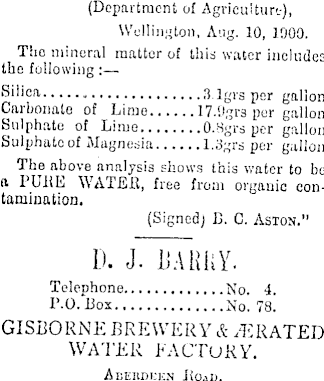 (Department of Agriculture),
Wellington, Aug. 10, 1900.
The mineral matter of this water includes
the following :—
Silica..................3.1grs per gallon
Carbonate of Lime......17.9grs per gallon
Sulphate of Lime........0.8grs per gallon
Sulphate of Magnesia.....1.3grs per gallon
The above analysis shows this water to be
a PURE WATER, free from organic con-
tamination.
(Signed) B. C. ASTON."
D. J. BARRY.
Telephone............No. 4.
P.O. Box.............No. 78.
GISBORNE BREWERY & ÆRATED
WATER FACTORY.
ABERDEEN ROAD.